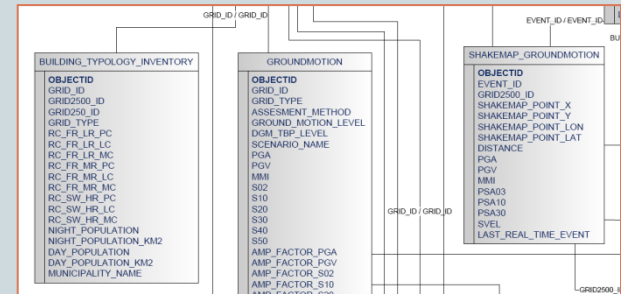 GRID_ID / GRID_ID
EVENT_ID / EVENT_ID
BU
BUILDING_TYPOLOGY_INVENTORY
OBJECTID
GRID_ID
GRID2500_ID
GRID250_ID
GRID_TYPE
RC_FR_LR_PC
RC_FR_LR_LC
RC_FR_LR_MC
RC_FR_MR_PC
RC_FR_MR_LC
RC_FR_MR_MC
RC_SW_HR_PC
RC_SW_HR_LC
RC_SW_HR_MC
NIGHT_POPULATION
NIGHT_POPULATION_KM2
DAY_POPULATION
DAY_POPULATION_KM2
MUNICIPALITY_NAME
GROUNDMOTION
OBJECTID
GRID_ID
GRID_TYPE
ASSESMENT_METHOD
GROUND_MOTION_LEVEL
DGM_TBP_LEVEL
SCENARIO_NAME
PGA
PGV
MMI
S02
S10
S20
S30
S40
S50
AMP_FACTOR_PGA
AMP_FACTOR_PGV
AMP_FACTOR_S02
AMP_FACTOR_S10
GRID_ID / GRID_ID
SHAKEMAP_GROUNDMOTION
OBJECTID
EVENT_ID
GRID2500_ID
SHAKEMAP_POINT_X
SHAKEMAP_POINT_Y
SHAKEMAP_POINT_LON
SHAKEMAP_POINT_LAT
DISTANCE
PGA
PGV
MMI
PSA03
PSA10
PSA30
SVEL
LAST_REAL_TIME_EVENT
GRID2500_I